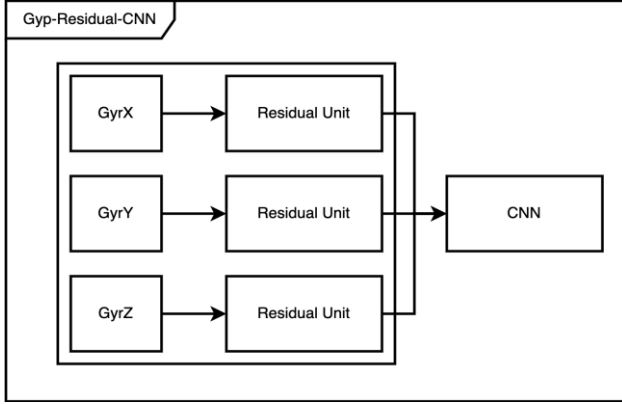 Gyp-Residual-CNN
GyrX
Residual Unit
GyrY
Residual Unit
CNN
GyrZ
Residual Unit